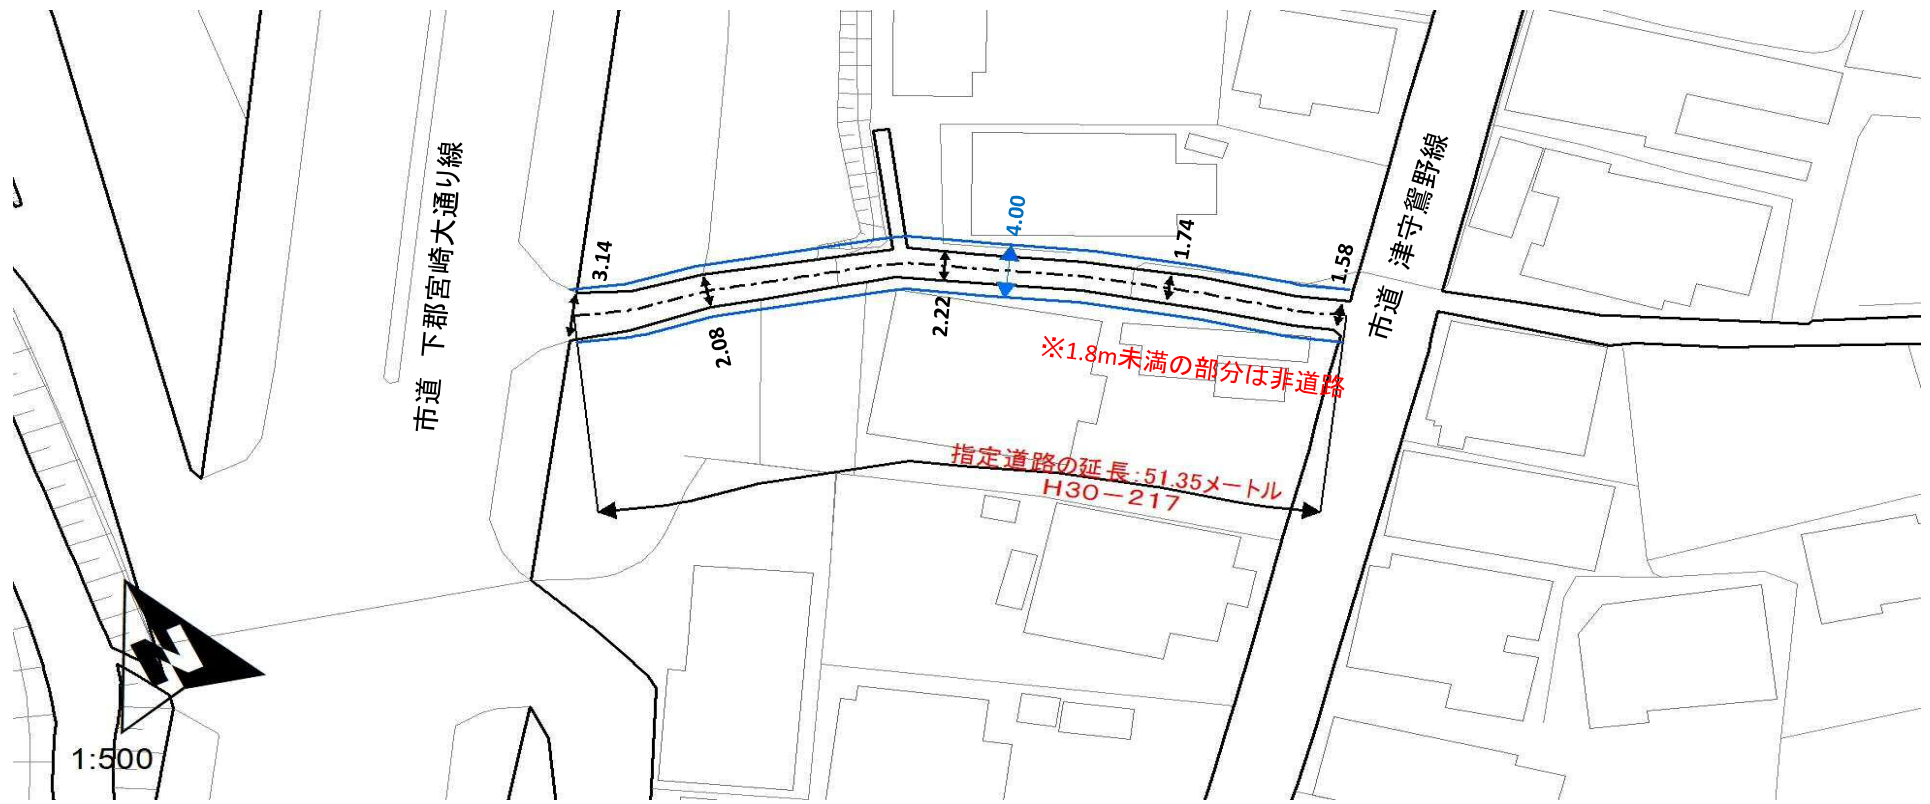 市道 下郡宮崎大通り線
3.14
2.08
2.22
4.00
1.74
1.58
市道 津守鴛野線
※1.8m未満の部分は非道路
指定道路の延長:51.35メートル
H30-217
N
1:500